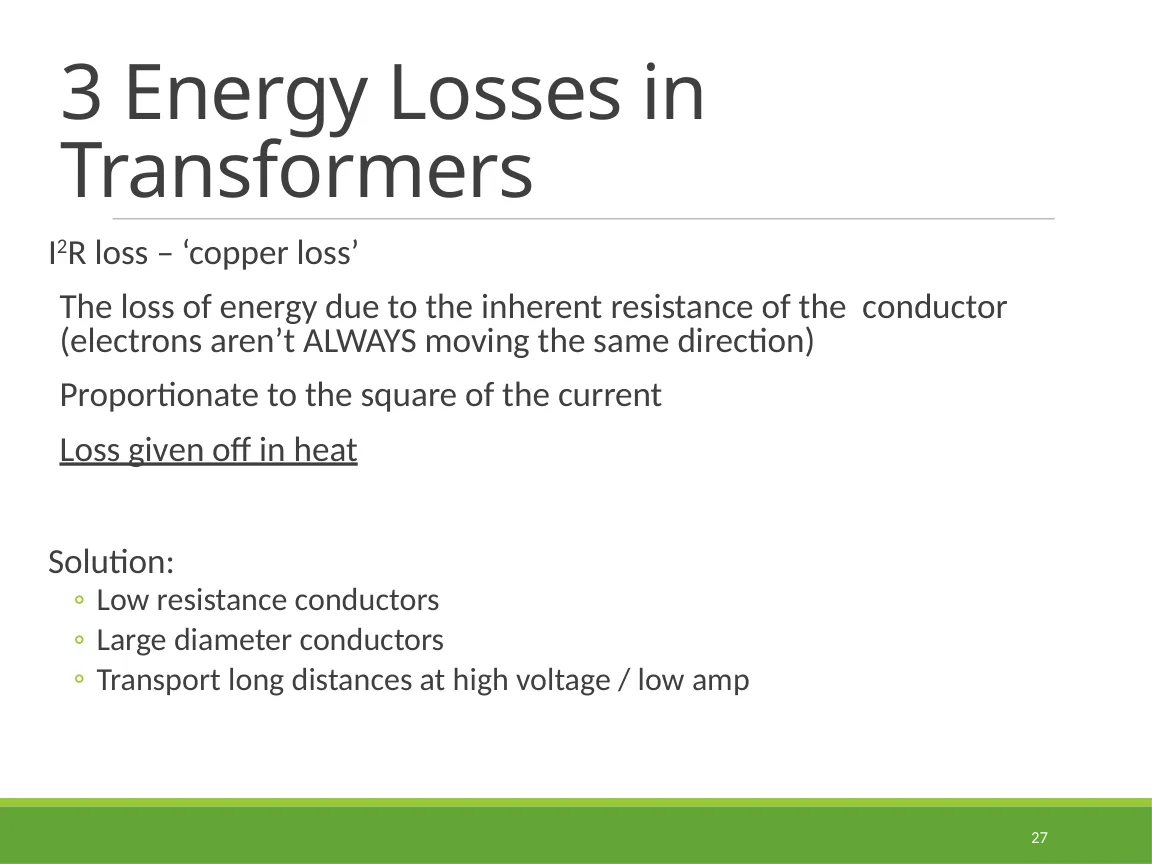 3 Energy Losses in
Transformers
I²R loss – ‘copper loss’
The loss of energy due to the inherent resistance of the  conductor
(electrons aren’t ALWAYS moving the same direction)
Proportionate to the square of the current
Loss given off in heat
Solution:
◦ Low resistance conductors
◦ Large diameter conductors
◦ Transport long distances at high voltage / low amp
27